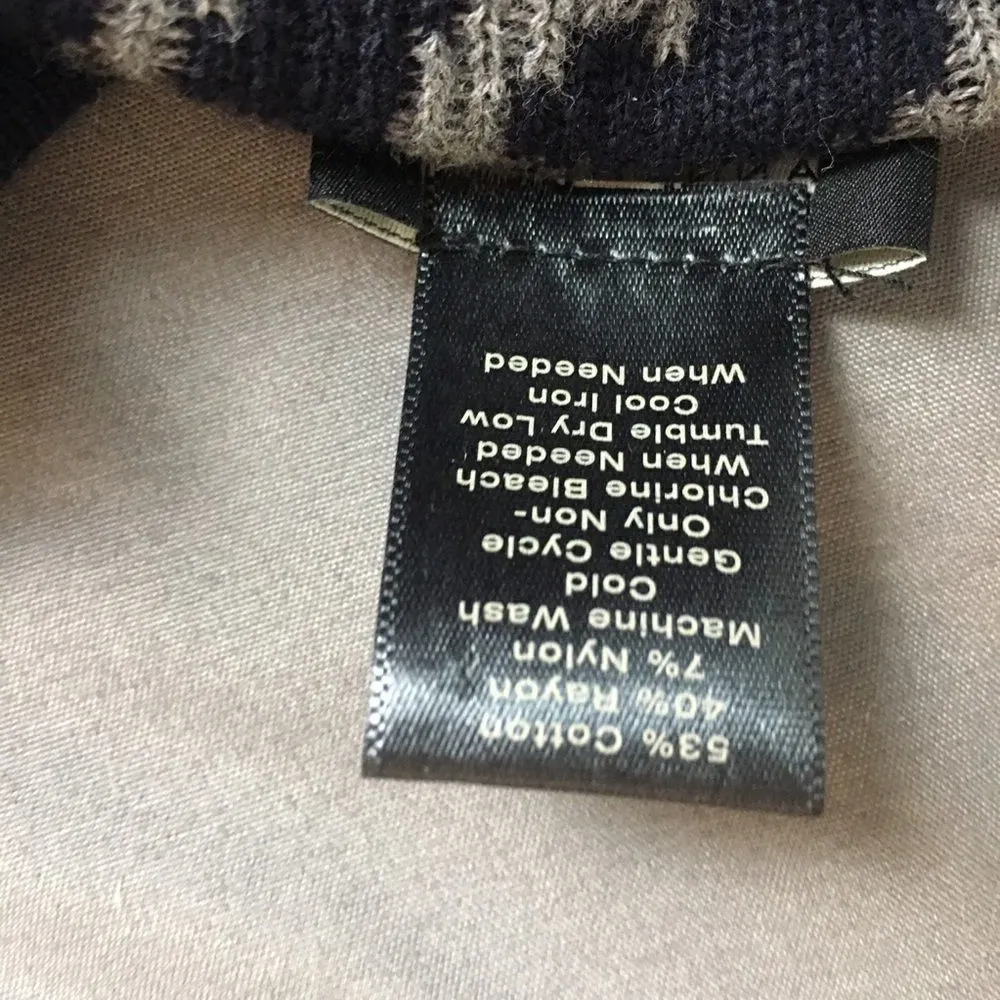 53% Cotton
40% Rayon
7% Nylon
Machine Wash
Cold
Gentle Cycle
Only Non-
Chlorine Bleach
When Needed
Tumble Dry Low
Cool Iron
When Needed